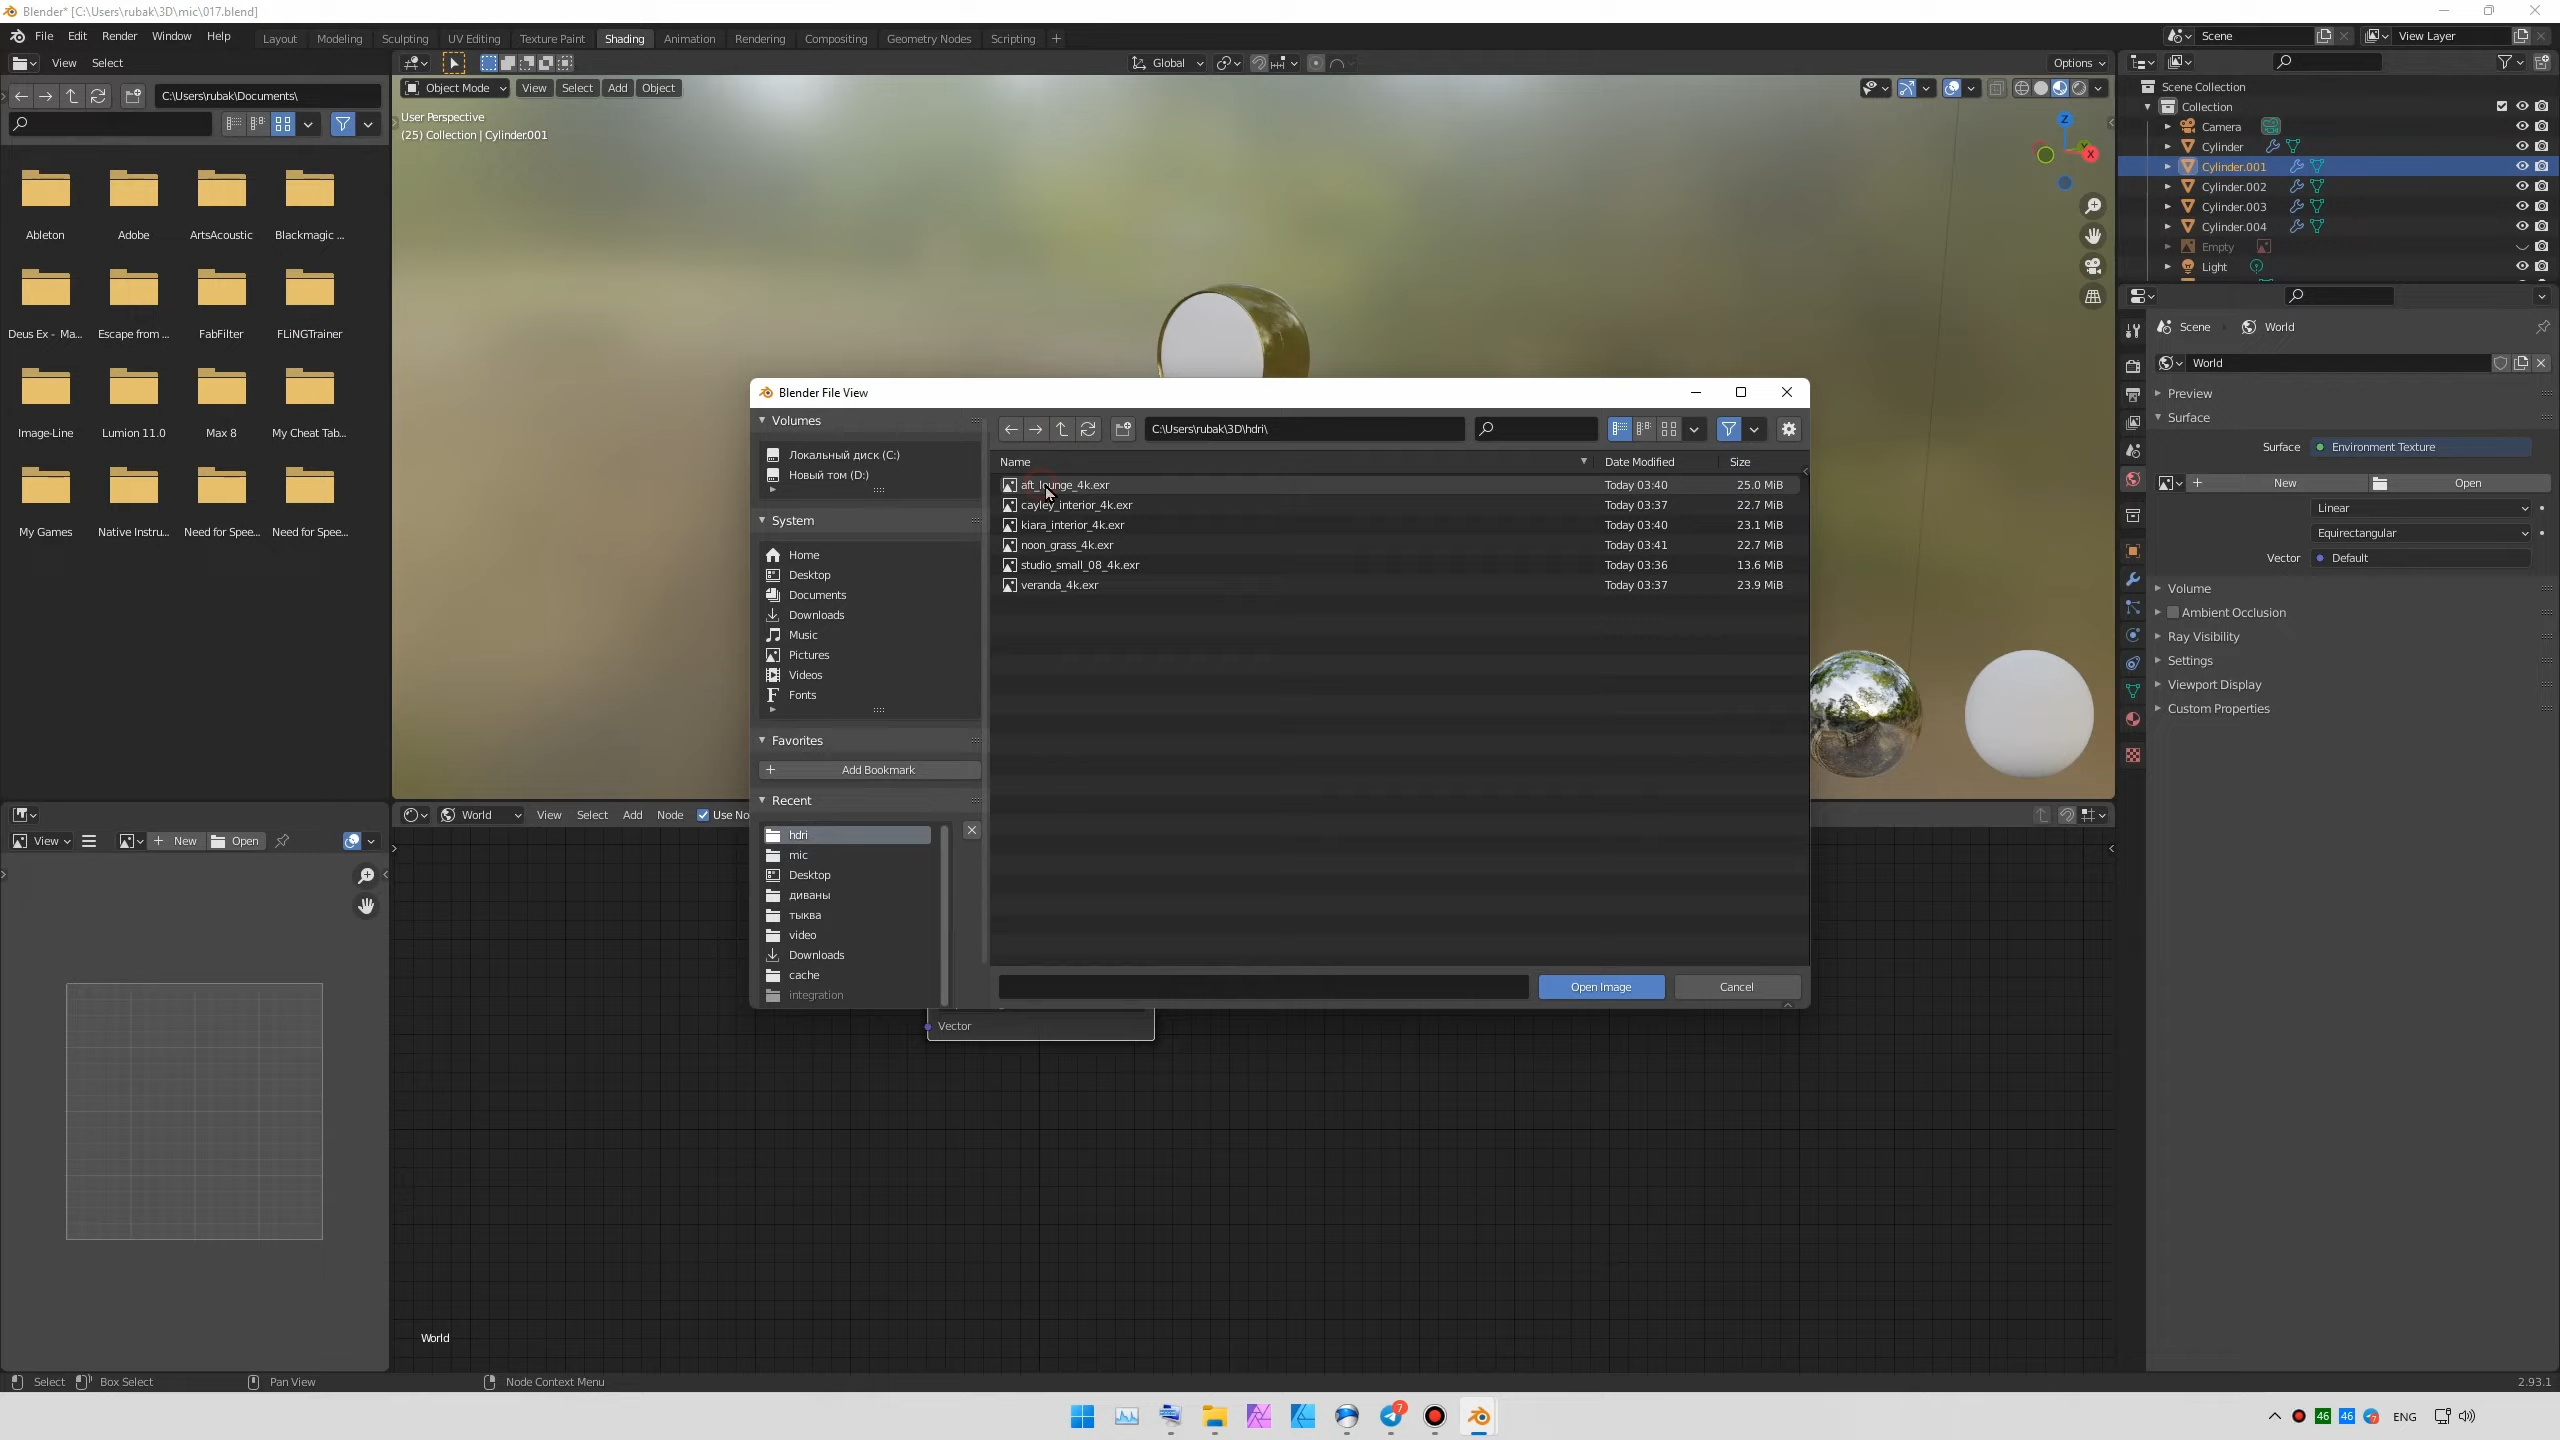 Blender* [C:\Users\rubak\3D\mic\017.blend]
File Edit Render Window Help Layout Modeling Sculpting UV Editing Texture Paint Shading Animation Rendering Compositing Geometry Nodes Scripting + Scene View Layer
View Select Global Options
C:\Users\rubak\Documents\
Object Mode View Select Add Object
User Perspective
(25) Collection | Cylinder.001
Ableton Adobe ArtsAcoustic Blackmagic ...
Deus Ex - Ma... Escape from ... FabFilter FLiNGTrainer
Image-Line Lumion 11.0 Max 8 My Cheat Tab...
My Games Native Instru... Need for Spee... Need for Spee...
Z
Y
X
Scene Collection
Collection
Camera
Cylinder
Cylinder.001
Cylinder.002
Cylinder.003
Cylinder.004
Empty
Light
Scene World
World
Preview
Surface
Surface Environment Texture
+ New Open
Linear
Equirectangular
Vector Default
Volume
Ambient Occlusion
Ray Visibility
Settings
Viewport Display
Custom Properties
Blender File View
Volumes
Локальный диск (C:)
Новый том (D:)
System
Home
Desktop
Documents
Downloads
Music
Pictures
Videos
Fonts
Favorites
+ Add Bookmark
Recent
hdri
mic
Desktop
диваны
тыква
video
Downloads
cache
integration
C:\Users\rubak\3D\hdri\
Name Date Modified Size
aft_lounge_4k.exr Today 03:40 25.0 MiB
cayley_interior_4k.exr Today 03:37 22.7 MiB
kiara_interior_4k.exr Today 03:40 23.1 MiB
noon_grass_4k.exr Today 03:41 22.7 MiB
studio_small_08_4k.exr Today 03:36 13.6 MiB
veranda_4k.exr Today 03:37 23.9 MiB
Open Image Cancel
World View Select Add Node Use No
View + New Open
Vector
World
Select Box Select Pan View Node Context Menu 2.93.1
7
46 46 7 ENG